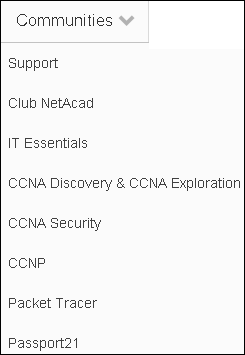 Communities
Support
Club NetAcad
IT Essentials
CCNA Discovery & CCNA Exploration
CCNA Security
CCNP
Packet Tracer
Passport21